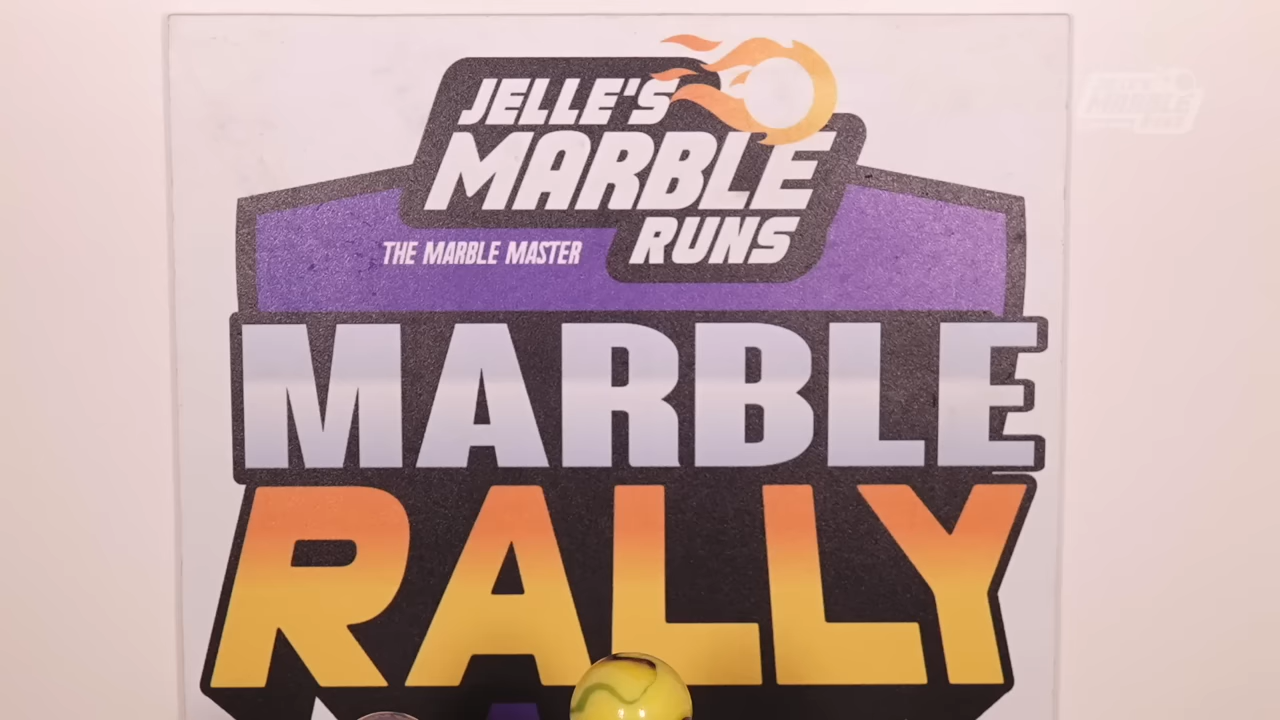 JELLE'S
MARBLE
RUNS
THE MARBLE MASTER
MARBLE
RALLY